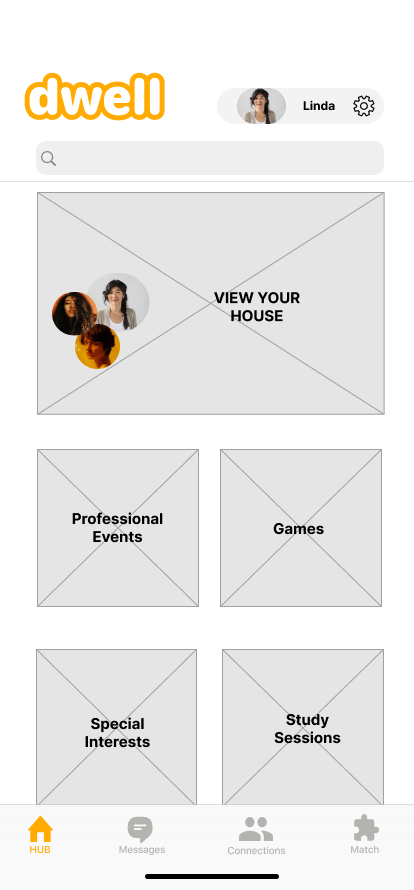 dwell
Linda
VIEW YOUR
HOUSE
Professional
Events
Games
Special
Interests
Study
Sessions
HUB
Messages
Connections
Match